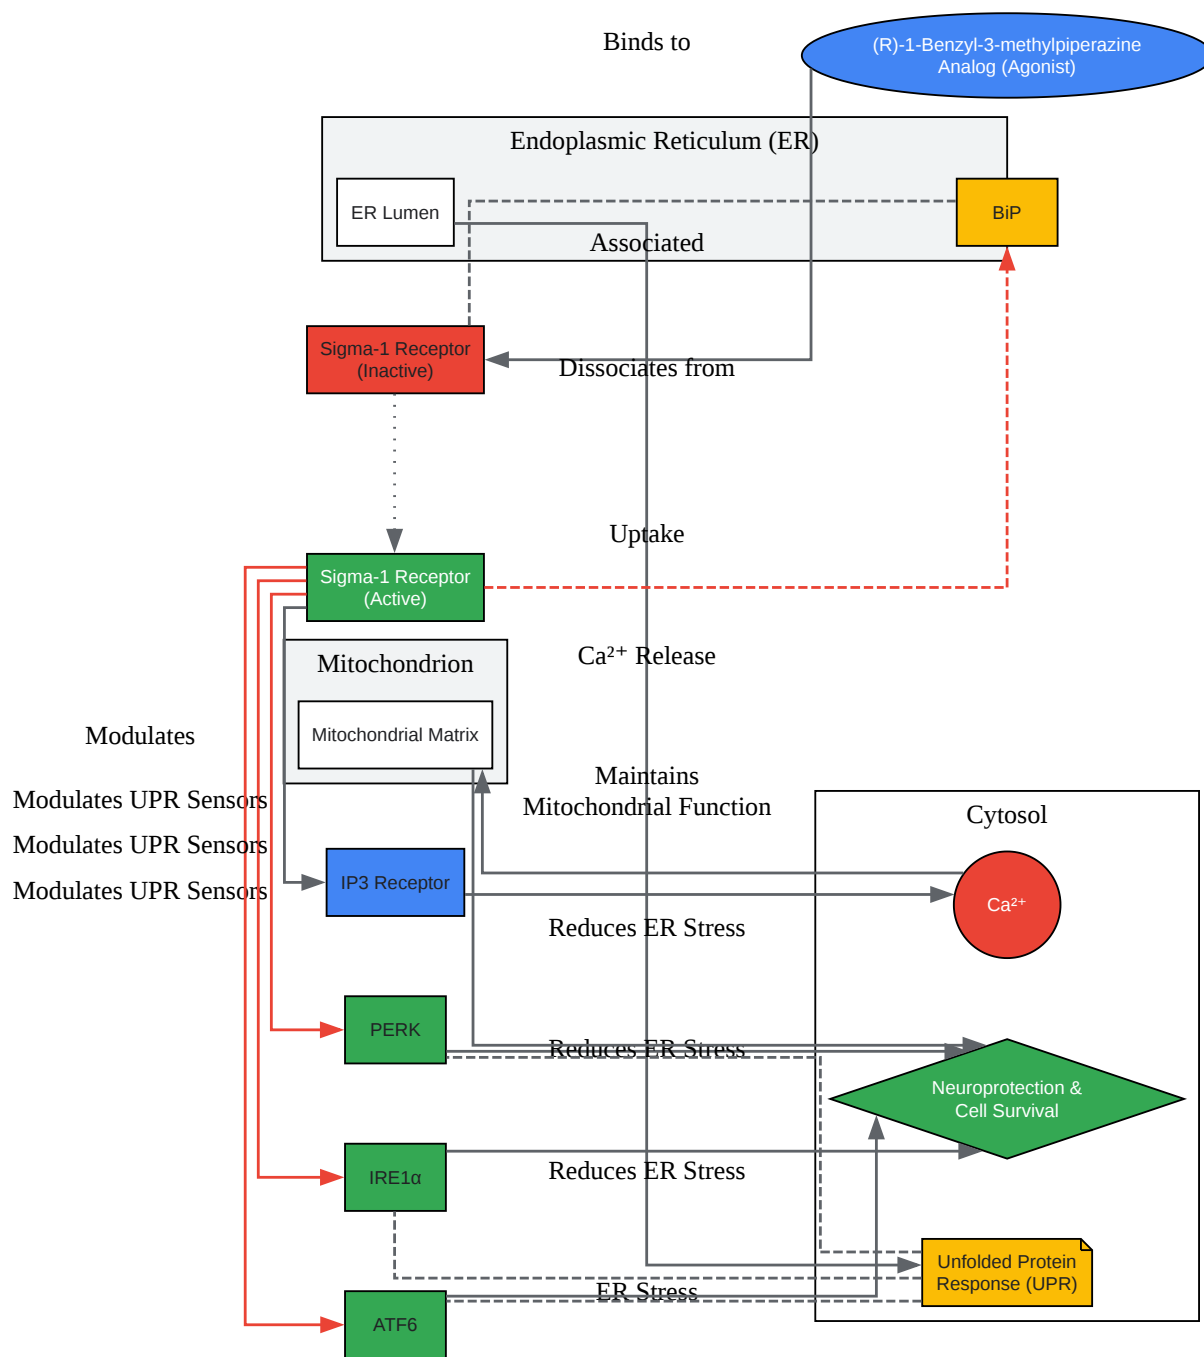 Binds to
(R)-1-Benzyl-3-methylpiperazine
Analog (Agonist)
Endoplasmic Reticulum (ER)
ER Lumen
BiP
Associated
Sigma-1 Receptor
(Inactive)
Dissociates from
Uptake
Sigma-1 Receptor
(Active)
Ca²⁺ Release
Mitochondrion
Mitochondrial Matrix
Modulates
Maintains
Mitochondrial Function
Modulates UPR Sensors
Modulates UPR Sensors
Modulates UPR Sensors
Cytosol
IP3 Receptor
Ca²⁺
Reduces ER Stress
PERK
Reduces ER Stress
Neuroprotection &
Cell Survival
IRE1α
Reduces ER Stress
Unfolded Protein
Response (UPR)
ER Stress
ATF6